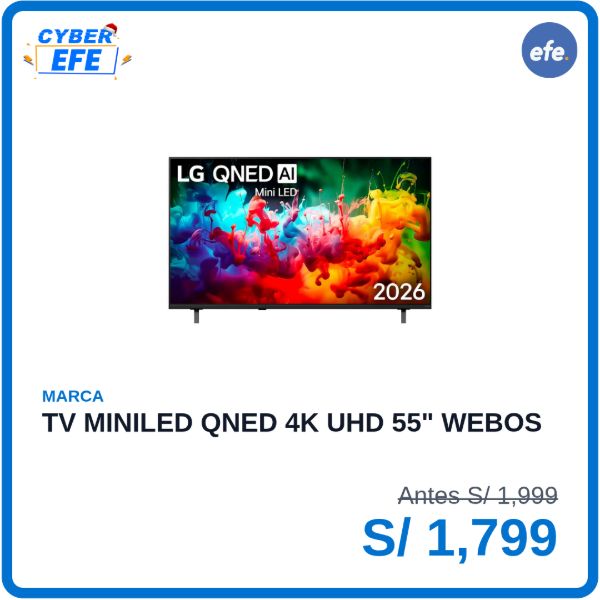 CYBER
EFE
efe.
LG QNED AI
Mini LED
2026
MARCA
TV MINILED QNED 4K UHD 55" WEBOS
Antes S/ 1,999
S/ 1,799